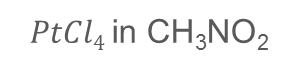 PtCl₄ in CH₃NO₂